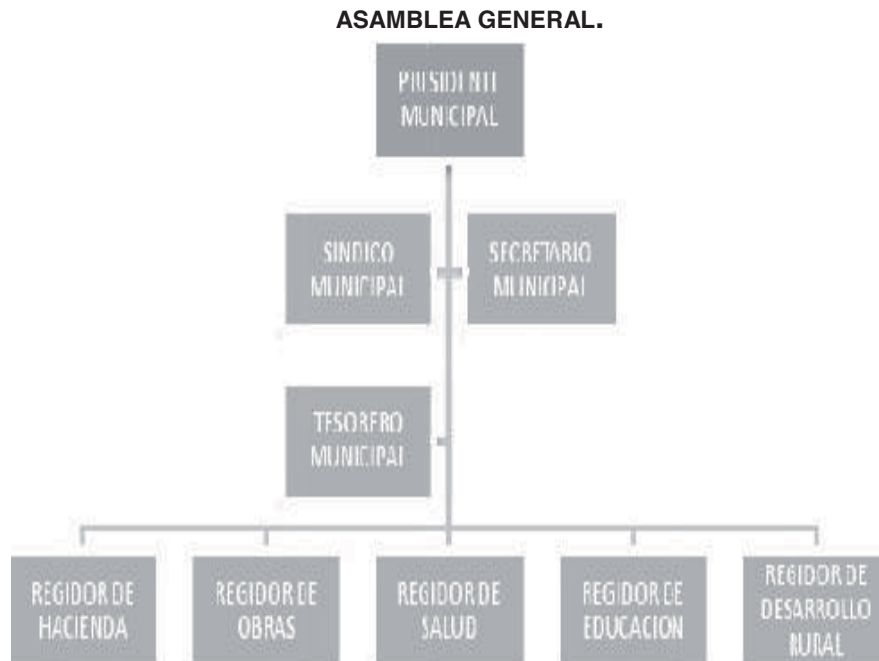 ASAMBLEA GENERAL.
PRESIDENTE
MUNICIPAL
SINDICO
MUNICIPAL
SECRETARIO
MUNICIPAL
TESORERO
MUNICIPAL
REGIDOR DE
HACIENDA
REGIDOR DE
OBRAS
REGIDOR DE
SALUD
REGIDOR DE
EDUCACION
REGIDOR DE
DESARROLLO
RURAL